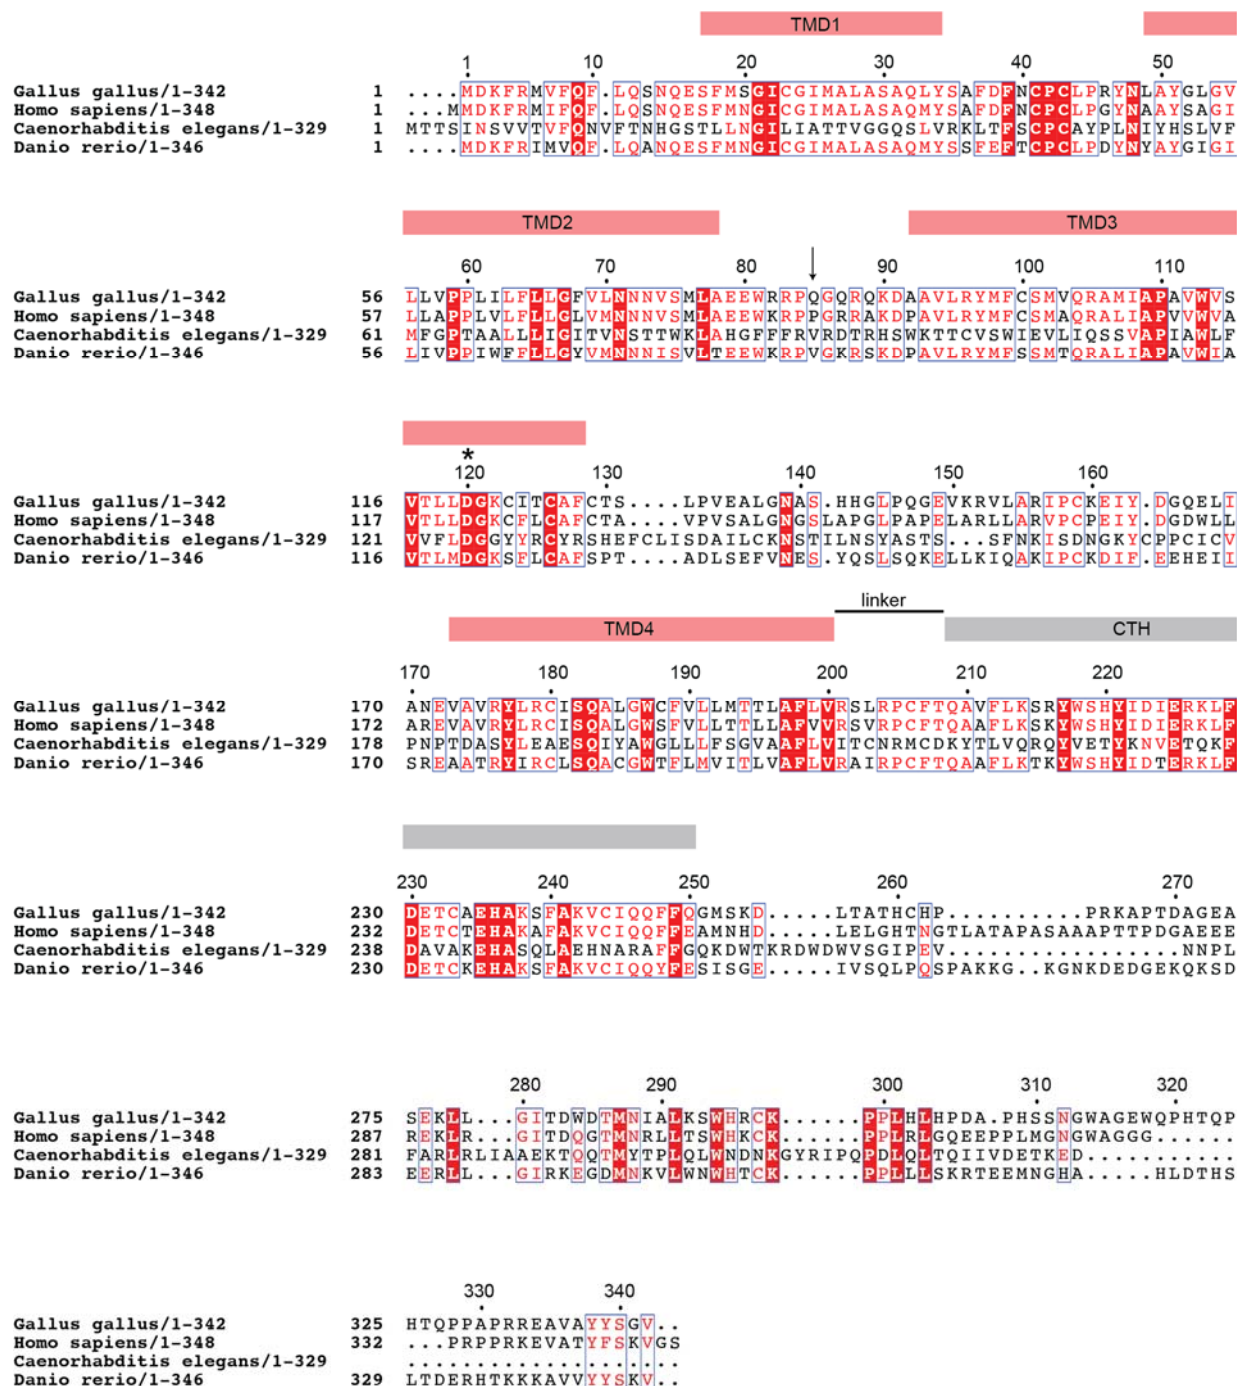 TMD1
1 10 20 30 40 50
Gallus gallus/1-342 1 ....MDKFRMVFQF.LQSNQESFMSGICGIMALASAQLYSAFDFNCPCLPRYNLAYGLGV
Homo sapiens/1-348 1 ....MMDKFRMIFQF.LQSNQESFMNGICGIMALASAQMYSAFDFNCPCLPGYNAAYSAGI
Caenorhabditis elegans/1-329 1 MTTSINSVVTVFQNVFTNHGSTLLNGILIATTVGGQSLVRKLTFSCPCAYPLNIYHSLVF
Danio rerio/1-346 1 ....MDKFRIMVQF.LQANQESFMNGICGIMALASAQMYSSFEFTCPCLPDYNYAYGIGI
TMD2 TMD3
60 70 80 90 100 110
Gallus gallus/1-342 56 LLVPPLILFLLGFVLNNNVSMLAEEWRRPQGQRQKDAAVLRYMFCSMVQRAMIAPAVWVS
Homo sapiens/1-348 57 LLAPPLVLFLLGLVMNNNVSMLAEEWKRPPGRRAKDPAVLRYMFCSMAQRALIAPVVWVA
Caenorhabditis elegans/1-329 61 MFGPTAALLLIGITVNSTTWKLAHGFFFRVRDTRHSWKTTCVSWIEVLIQSSVAPIAWLF
Danio rerio/1-346 56 LIVPPIWFFLLGYVMNNNISVLTEEWKRPVGKRSKDPAVLRYMFSSMTQRALIAPAVWIA
*
120 130 140 150 160
Gallus gallus/1-342 116 VTLLDGKCITCAFCTS....LPVEALGNAS.HHGLPQGEVKRVLARIPCKEIY.DGQELI
Homo sapiens/1-348 117 VTLLDGKCFLCAFCTA....VPVSALGNGSLAPGLPAPELARLLARVPCPEIY.DGDWLL
Caenorhabditis elegans/1-329 121 VVFLDGGYYRCYRSHEFCLISDAILCKNSTILNSYASTS...SFNKISDNGKYCPPCICV
Danio rerio/1-346 116 VTLMDGKSFLCAFSPT....ADLSEFVNES.YQSLSQKELLKIQAKIPCKDIF.EEHEII
linker
TMD4 CTH
170 180 190 200 210 220
Gallus gallus/1-342 170 ANEVAVRYLRCISQALGWCFVLLMTTLAFLVRSLRPCFTQAVFLKSRYWSHYIDIERKLF
Homo sapiens/1-348 172 AREVAVRYLRCISQALGWSFVLLTTLLAFVVRSVRPCFTQAAFLKSKYWSHYIDIERKLF
Caenorhabditis elegans/1-329 178 PNPTDASYLEAESQIYAWGLLLFSGVAAFLVITCNRMCDKYTLVQRQYVETYKNVETQKF
Danio rerio/1-346 170 SREAATRYIRCLSQACGWTFLMVITLVAFLVRAIRPCFTQAAFLKTKYWSHYIDTERKLF
230 240 250 260 270
Gallus gallus/1-342 230 DETCAEHAKSFAKVCIQQFFQGMSKD.....LTATHCHP...........PRKAPTDAGEA
Homo sapiens/1-348 232 DETCTEHAKAFAKVCIQQFFEAMNHD.....LELGHTNGTLATAPASAAAPTTPDGAEEE
Caenorhabditis elegans/1-329 238 DAVAKEHASQLAEHNARAFFGQKDWTKRDWDWVSGIPEV..................NNPL
Danio rerio/1-346 230 DETCKEHAKSFAKVCIQQYFESISGE.....IVSQLPQSPAKKG..KGNKDEDGEKQKSD
280 290 300 310 320
Gallus gallus/1-342 275 SEKLL...GITDWDTMNIALKSWHRCK......PPLHLHPDA.PHSSNGWAGEWQPHTQP
Homo sapiens/1-348 287 REKLR...GITDQGTMNRLLTSWHKCK......PPLRLGQEEPPLMGNGWAGGG......
Caenorhabditis elegans/1-329 281 FARLRLIAAEKTQQTMYTPLQLWNDNKGYRIPQPDLQLTQIIVDETKED...........
Danio rerio/1-346 283 EERLL...GIRKEGDMNKVLWNWHTCK......PPLLLSKRTEEMNGHA.....HLDTHS
330 340
Gallus gallus/1-342 325 HTQPPAPRREAVAYYSGV..
Homo sapiens/1-348 332 ...PRPPRKEVATYFSKVGS
Caenorhabditis elegans/1-329 ....................
Danio rerio/1-346 329 LTDERHTKKKAVVYYSKV..